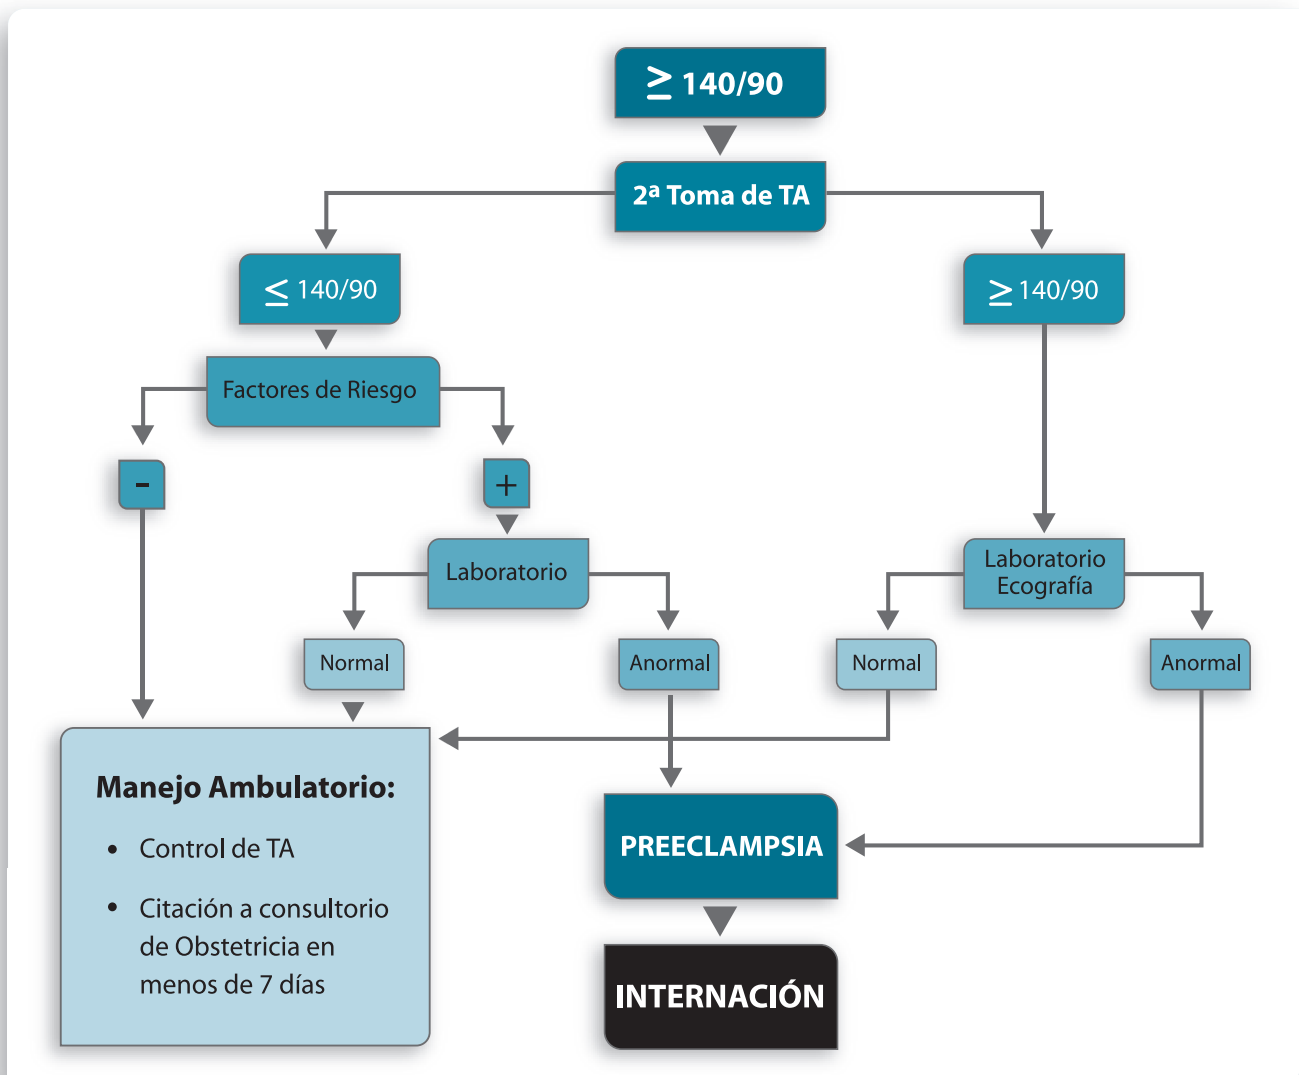 ≥ 140/90
2ª Toma de TA
≤ 140/90
≥ 140/90
Factores de Riesgo
-
+
Laboratorio
Laboratorio
Ecografía
Normal
Anormal
Normal
Anormal
Manejo Ambulatorio:
• Control de TA
• Citación a consultorio
de Obstetricia en
menos de 7 días
PREECLAMPSIA
INTERNACIÓN